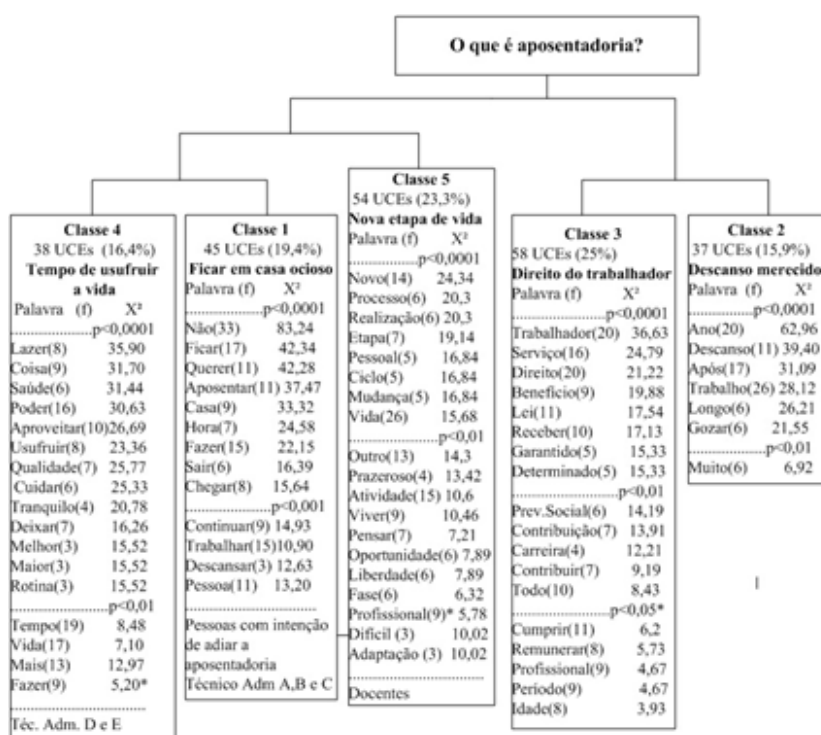 O que é aposentadoria?
Classe 4
38 UCEs (16,4%)
Tempo de usufruir
a vida
Palavra (f) X²
p<0,0001
Lazer(8) 35,90
Coisa(9) 31,70
Saúde(6) 31,44
Poder(16) 30,63
Aproveitar(10)26,69
Usufruir(8) 23,36
Qualidade(7) 25,77
Cuidar(6) 25,33
Tranquilo(4) 20,78
Deixar(7) 16,26
Melhor(3) 15,52
Maior(3) 15,52
Rotina(3) 15,52
p<0,01
Tempo(19) 8,48
Vida(17) 7,10
Mais(13) 12,97
Fazer(9) 5,20*
Téc. Adm. D e E
Classe 1
45 UCEs (19,4%)
Ficar em casa ocioso
Palavra (f) X²
p<0,0001
Não(33) 83,24
Ficar(17) 42,34
Querer(11) 42,28
Aposentar(11) 37,47
Casa(9) 33,32
Hora(7) 24,58
Fazer(15) 22,15
Sair(6) 16,39
Chegar(8) 15,64
p<0,001
Continuar(9) 14,93
Trabalhar(15)10,90
Descansar(3) 12,63
Pessoa(11) 13,20
Pessoas com intenção
de adiar a
aposentadoria
Técnico Adm A,B e C
Classe 5
54 UCEs (23,3%)
Nova etapa de vida
Palavra (f) X²
p<0,0001
Novo(14) 24,34
Processo(6) 20,3
Realização(6) 20,3
Etapa(7) 19,14
Pessoal(5) 16,84
Ciclo(5) 16,84
Mudança(5) 16,84
Vida(26) 15,68
p<0,01
Outro(13) 14,3
Prazeroso(4) 13,42
Atividade(15) 10,6
Viver(9) 10,46
Pensar(7) 7,21
Oportunidade(6) 7,89
Liberdade(6) 7,89
Fase(6) 6,32
Profissional(9)* 5,78
Difícil (3) 10,02
Adaptação (3) 10,02
Docentes
Classe 3
58 UCEs (25%)
Direito do trabalhador
Palavra (f) X²
p<0,0001
Trabalhador(20) 36,63
Serviço(16) 24,79
Direito(20) 21,22
Benefício(9) 19,88
Lei(11) 17,54
Receber(10) 17,13
Garantido(5) 15,33
Determinado(5) 15,33
p<0,01
Prev.Social(6) 14,19
Contribuição(7) 13,91
Carreira(4) 12,21
Contribuir(7) 9,19
Todo(10) 8,43
p<0,05*
Cumprir(11) 6,2
Remunerar(8) 5,73
Profissional(9) 4,67
Período(9) 4,67
Idade(8) 3,93
Classe 2
37 UCEs (15,9%)
Descanso merecido
Palavra (f) X²
p<0,0001
Ano(20) 62,96
Descanso(11) 39,40
Após(17) 31,09
Trabalho(26) 28,12
Longo(6) 26,21
Gozar(6) 21,55
p<0,01
Muito(6) 6,92